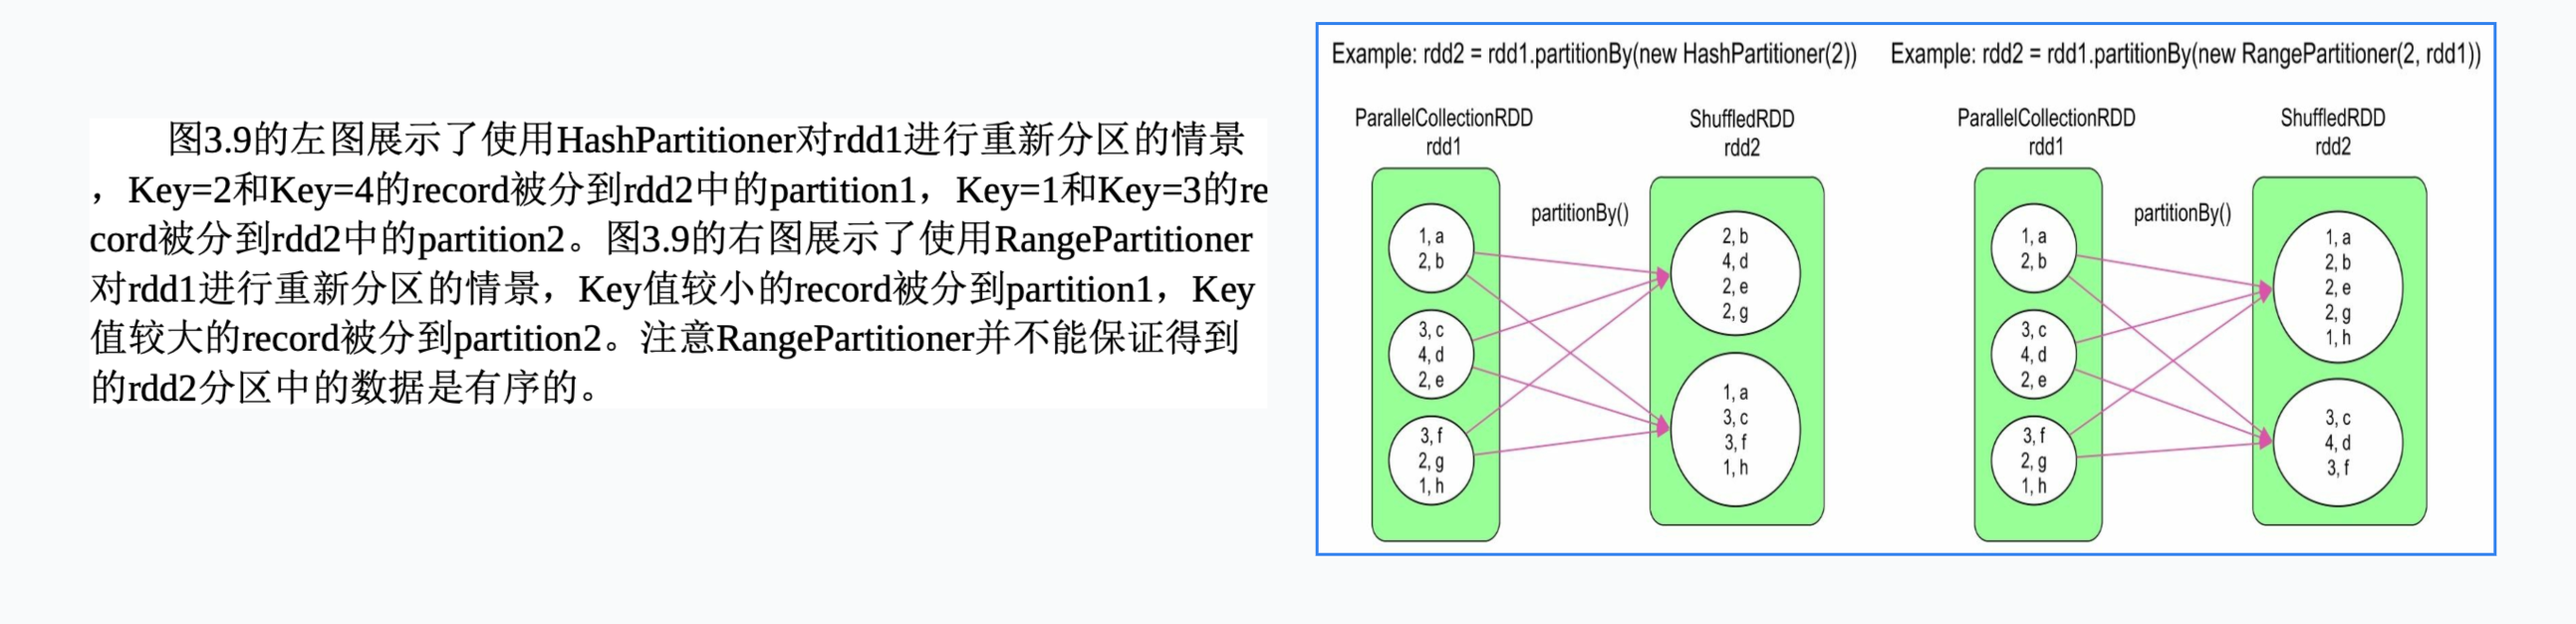 图3.9的左图展示了使用HashPartitioner对rdd1进行重新分区的情景
，Key=2和Key=4的record被分到rdd2中的partition1，Key=1和Key=3的re
cord被分到rdd2中的partition2。图3.9的右图展示了使用RangePartitioner
对rdd1进行重新分区的情景，Key值较小的record被分到partition1，Key
值较大的record被分到partition2。注意RangePartitioner并不能保证得到
的rdd2分区中的数据是有序的。
Example: rdd2 = rdd1.partitionBy(new HashPartitioner(2))
ParallelCollectionRDD
rdd1
1, a
2, b
3, c
4, d
2, e
3, f
2, g
1, h
partitionBy()
ShuffledRDD
rdd2
2, b
4, d
2, e
2, g
1, a
3, c
3, f
1, h
Example: rdd2 = rdd1.partitionBy(new RangePartitioner(2, rdd1))
ParallelCollectionRDD
rdd1
1, a
2, b
3, c
4, d
2, e
3, f
2, g
1, h
partitionBy()
ShuffledRDD
rdd2
1, a
2, b
2, e
2, g
1, h
3, c
4, d
3, f